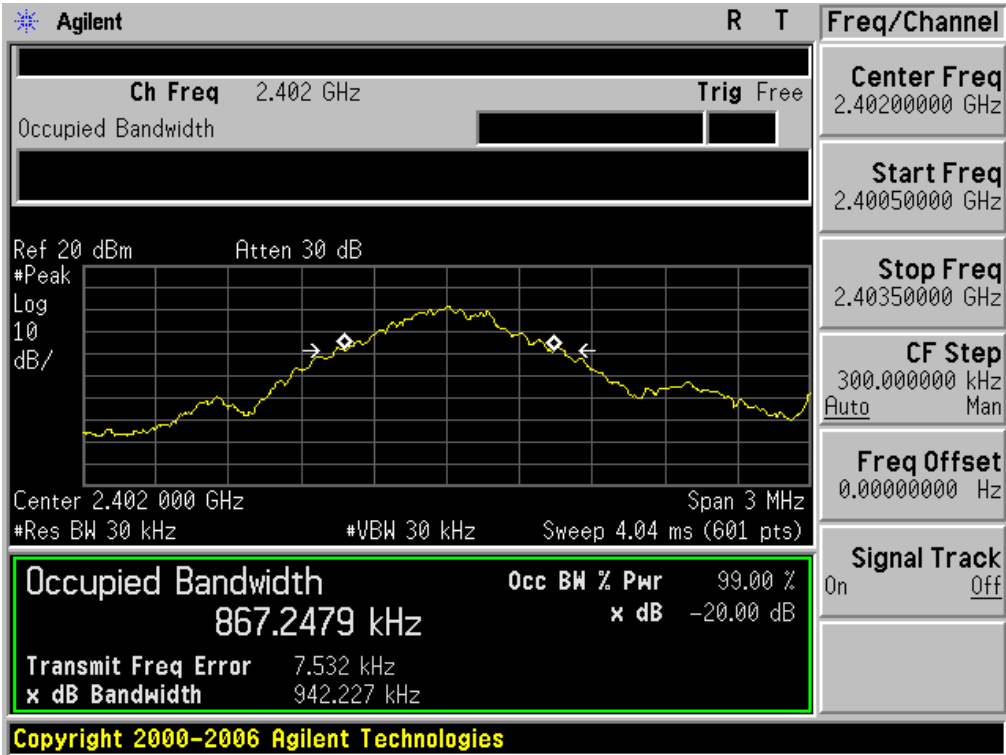 Agilent R T Freq/Channel
Ch Freq 2.402 GHz Trig Free
Occupied Bandwidth
Center Freq
2.40200000 GHz
Start Freq
2.40050000 GHz
Stop Freq
2.40350000 GHz
CF Step
300.000000 kHz
Auto Man
Freq Offset
0.00000000 Hz
Signal Track
On Off
Ref 20 dBm Atten 30 dB
#Peak
Log
10
dB/
Center 2.402 000 GHz Span 3 MHz
#Res BW 30 kHz #VBW 30 kHz Sweep 4.04 ms (601 pts)
Occupied Bandwidth Occ BW % Pwr 99.00 %
867.2479 kHz x dB -20.00 dB
Transmit Freq Error 7.532 kHz
x dB Bandwidth 942.227 kHz
Copyright 2000-2006 Agilent Technologies